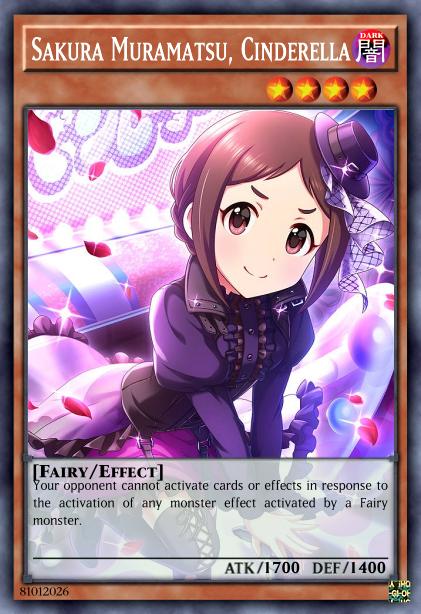 SAKURA MURAMATSU, CINDERELLA
DARK
闇
[FAIRY/EFFECT]
Your opponent cannot activate cards or effects in response to
the activation of any monster effect activated by a Fairy
monster.
ATK/1700 DEF/1400
81012026